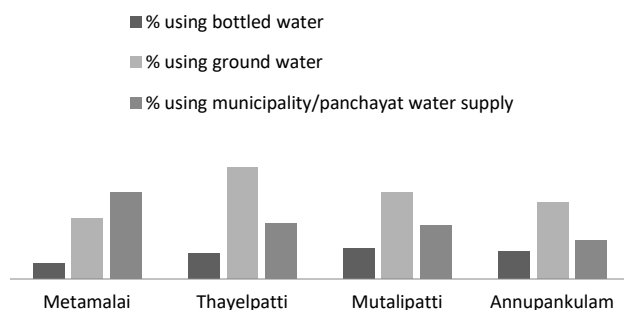 % using bottled water
% using ground water
% using municipality/panchayat water supply
Metamalai Thayelpatti Mutalipatti Annupankulam